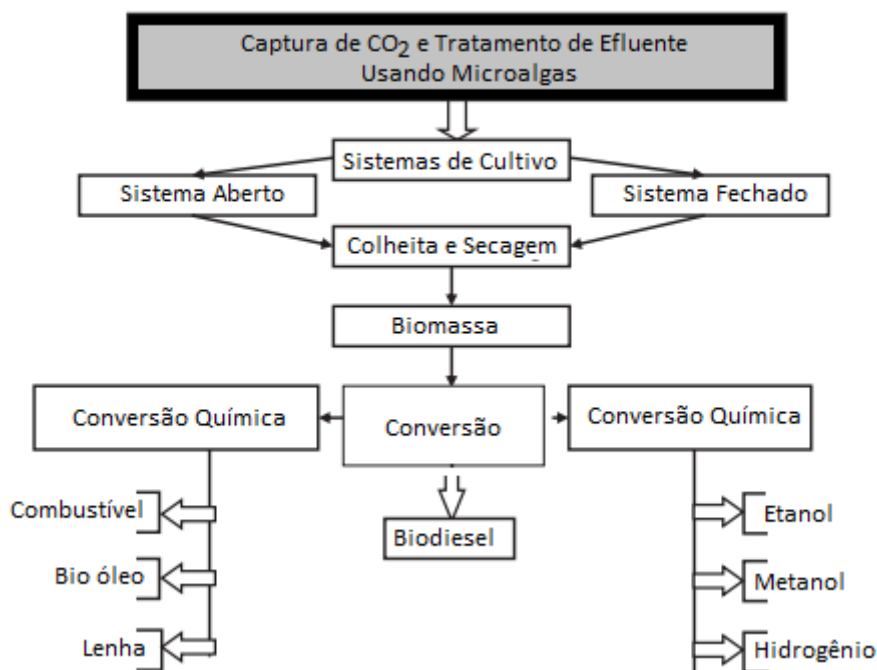 Captura de CO2 e Tratamento de Efluente
Usando Microalgas
Sistemas de Cultivo
Sistema Aberto
Sistema Fechado
Colheita e Secagem
Biomassa
Conversão Química
Conversão
Conversão Química
Combustível
Etanol
Biodiesel
Bio óleo
Metanol
Lenha
Hidrogênio